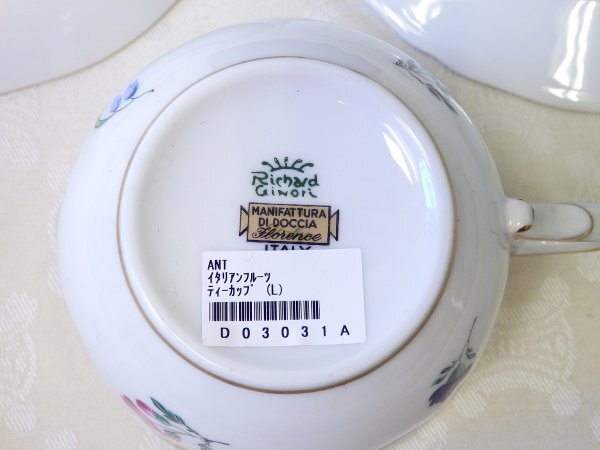 Richard
GINORI
MANIFATTURA
DI DOCCIA
Florence
ITALY
ANT
ｲﾀﾘｱﾝﾌﾙｰﾂ
ﾃｨｰｶｯﾌﾟ (L)
D03031A